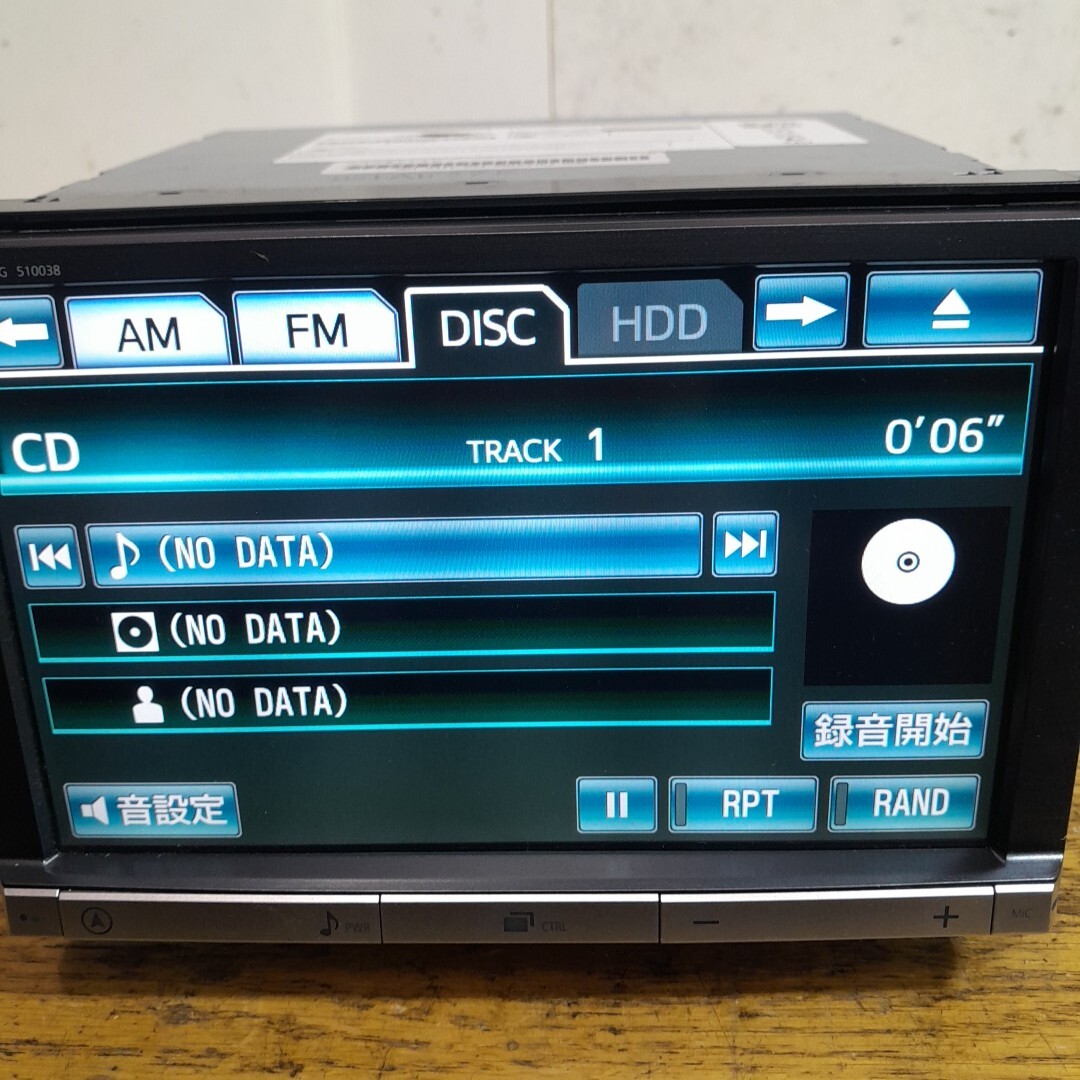 G 510038
AM FM DISC HDD
CD TRACK 1 0'06"
(NO DATA)
(NO DATA)
(NO DATA)
録音開始
音設定 RPT RAND
PWR CTRL − + MIC